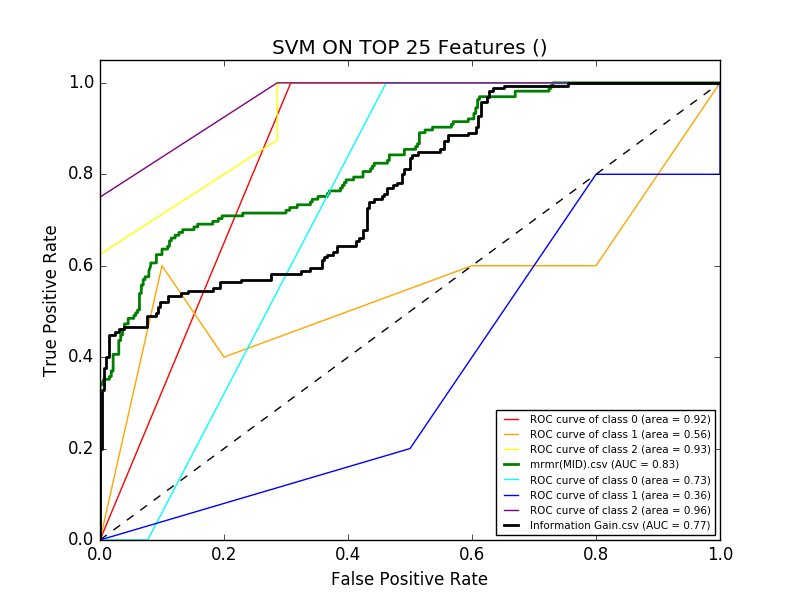 SVM ON TOP 25 Features ()
1.0
0.8
0.6
0.4
0.2
0.0
True Positive Rate
0.0 0.2 0.4 0.6 0.8 1.0
False Positive Rate
ROC curve of class 0 (area = 0.92)
ROC curve of class 1 (area = 0.56)
ROC curve of class 2 (area = 0.93)
mrmr(MID).csv (AUC = 0.83)
ROC curve of class 0 (area = 0.73)
ROC curve of class 1 (area = 0.36)
ROC curve of class 2 (area = 0.96)
Information Gain.csv (AUC = 0.77)